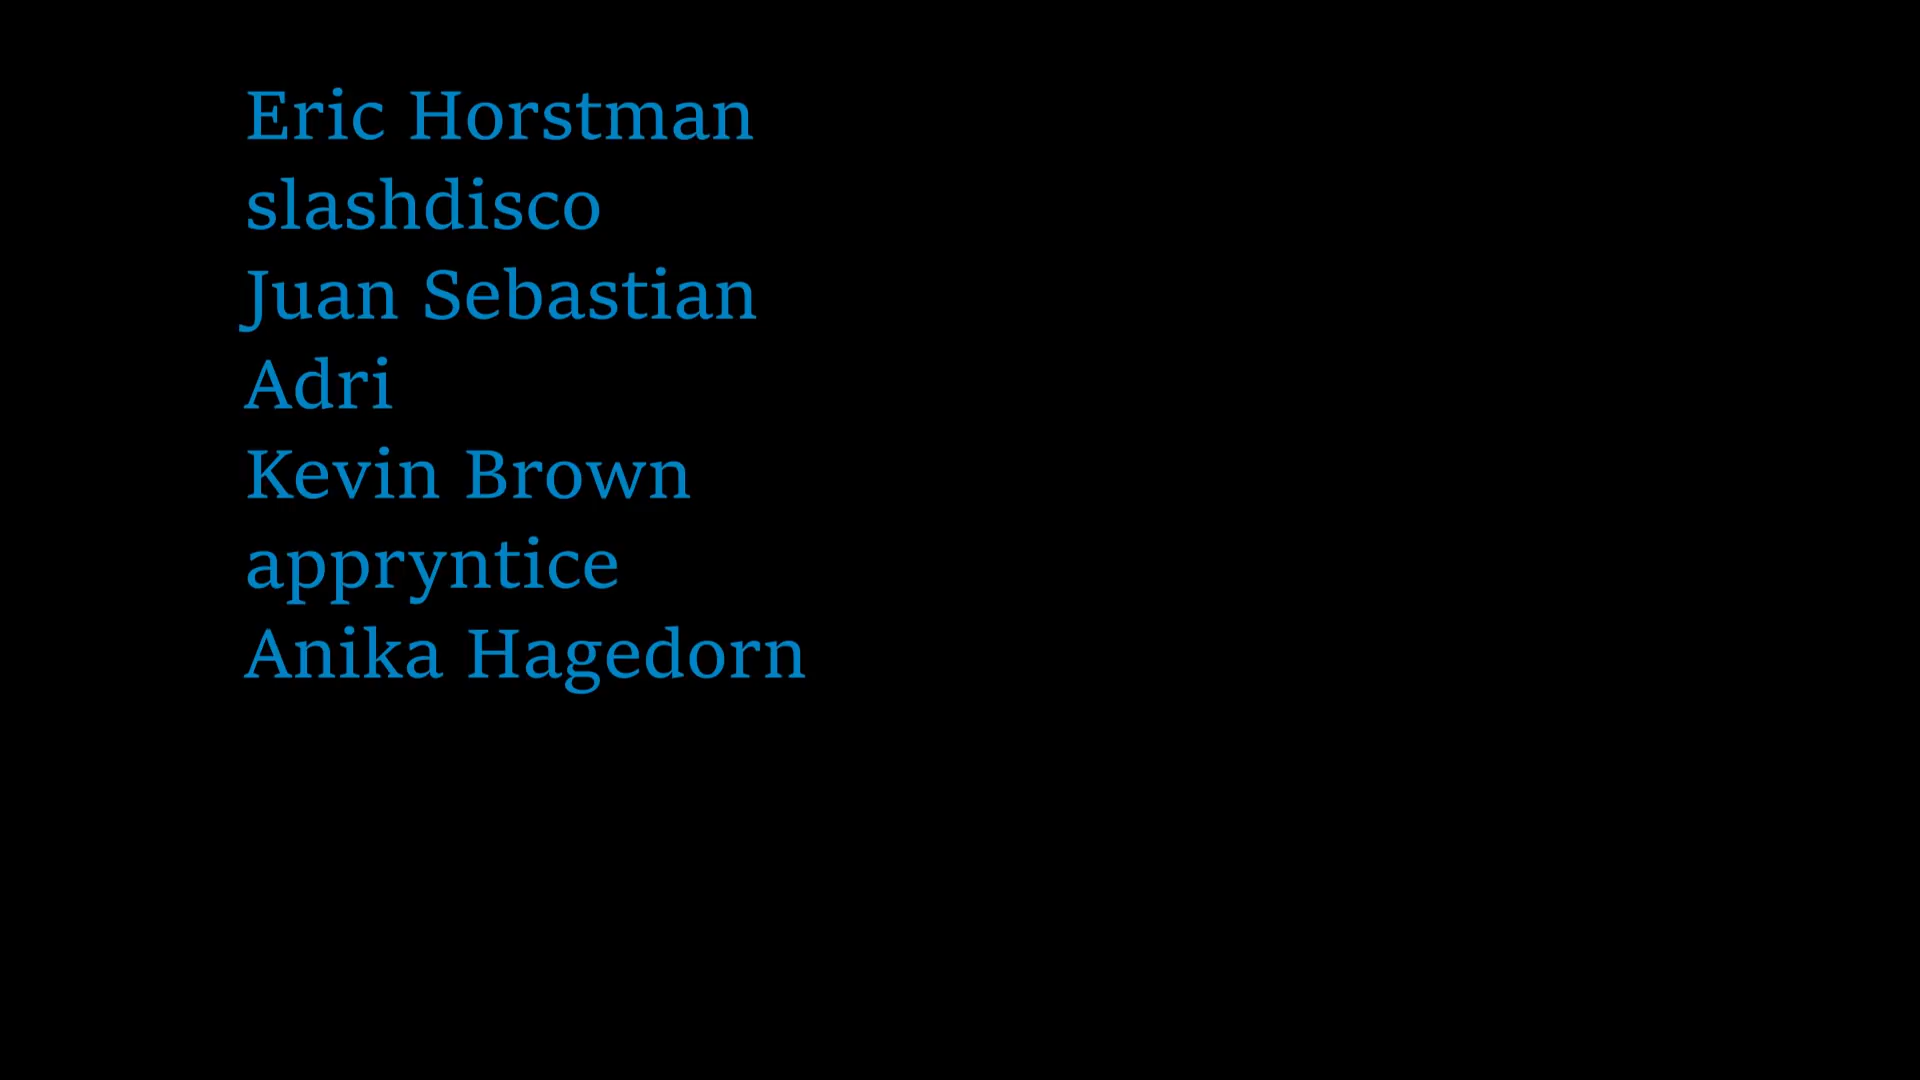 Eric Horstman
slashdisco
Juan Sebastian
Adri
Kevin Brown
appryntice
Anika Hagedorn